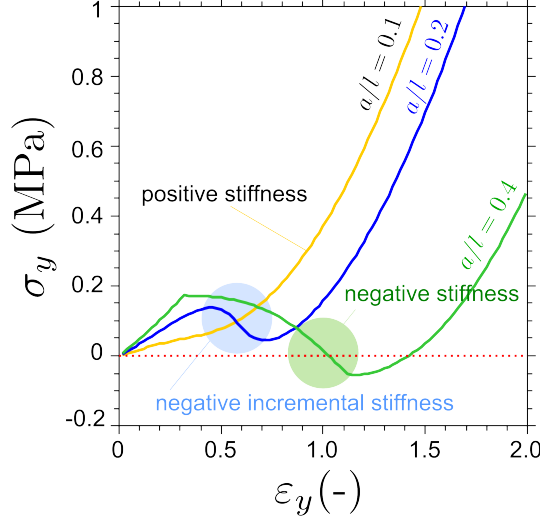 1
0.8
0.6
0.4
0.2
0
-0.2
σ_y (MPa)
a/l = 0.1
a/l = 0.2
a/l = 0.4
positive stiffness
negative stiffness
negative incremental stiffness
0
0.5
1.0
1.5
2.0
ε_y(-)